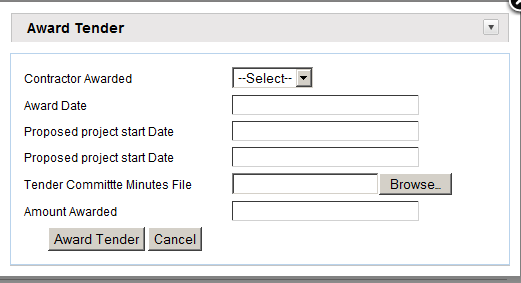 Award Tender
Contractor Awarded --Select--
Award Date
Proposed project start Date
Proposed project start Date
Tender Committte Minutes File Browse...
Amount Awarded
Award Tender Cancel